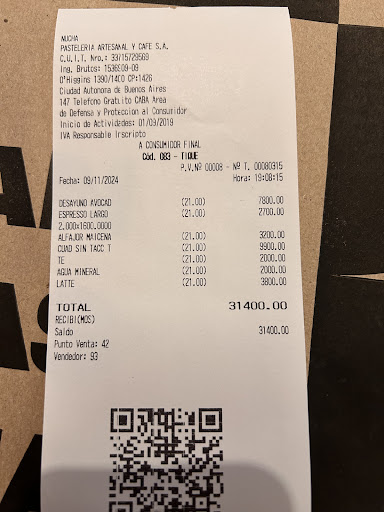 NUCHA
PASTELERIA ARTESANAL Y CAFE S.A.
C.U.I.T. Nro.: 33/15729569
Ing. Brutos: 1536909-09
O'Higgins 1390/1400 CP:1426
Ciudad Autonoma de Buenos Aires
147 Telefono Gratuito CABA Area
de Defensa y Proteccion al Consumidor
Inicio de Actividades: 01/09/2019
IVA Responsable Inscripto
A CONSUMIDOR FINAL
Cód. 083 - TIQUE
P.V.Nº 00008 - Nº T. 00080315
Fecha: 09/11/2024 Hora: 19:08:15
DESAYUNO AVOCAD (21.00) 7800.00
ESPRESSO LARGO (21.00) 2700.00
2.000x1600.0000
ALFAJOR MAICENA (21.00) 3200.00
CUAD SIN TACC T (21.00) 9900.00
TE (21.00) 2000.00
AGUA MINERAL (21.00) 2000.00
LATTE (21.00) 3800.00
TOTAL 31400.00
RECIBI(MOS)
Saldo 31400.00
Punto Venta: 42
Vendedor: 93